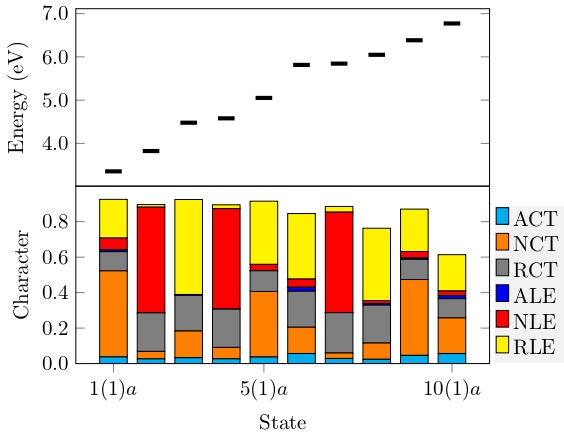 7.0
6.0
5.0
4.0
Energy (eV)
0.8
0.6
0.4
0.2
0.0
Character
ACT
NCT
RCT
ALE
NLE
RLE
1(1)a 5(1)a 10(1)a
State